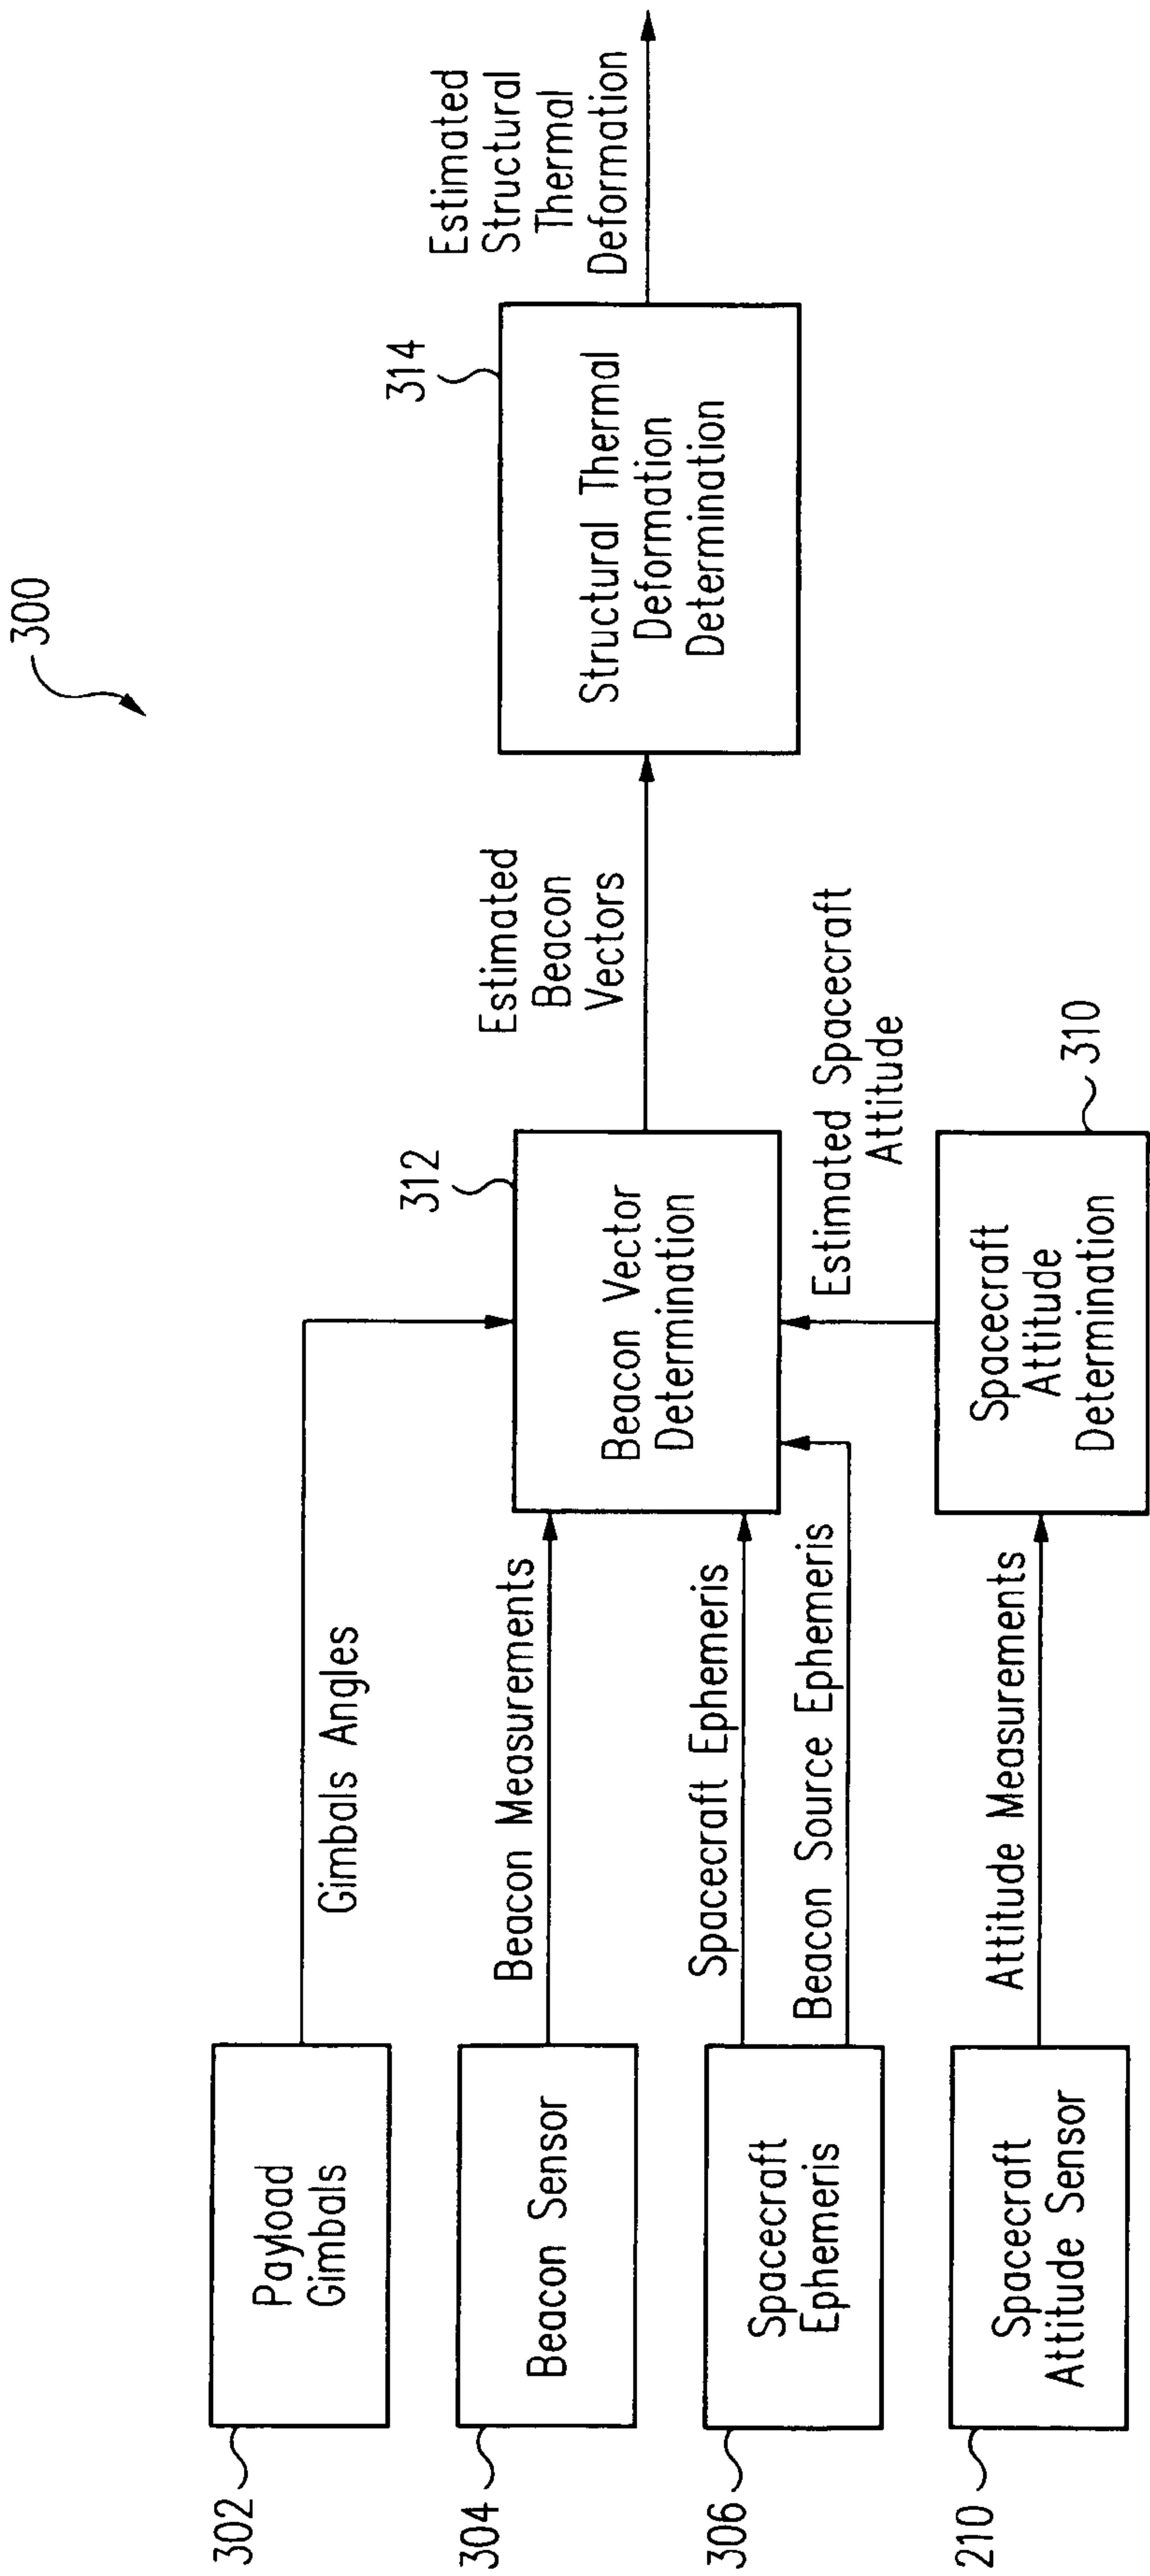 300
302
Payload
Gimbals
Gimbals Angles
304
Beacon Sensor
Beacon Measurements
306
Spacecraft
Ephemeris
Spacecraft Ephemeris
Beacon Source Ephemeris
210
Spacecraft
Attitude Sensor
Attitude Measurements
312
Beacon Vector
Determination
310
Spacecraft
Attitude
Determination
Estimated Spacecraft
Attitude
Estimated
Beacon
Vectors
314
Structural Thermal
Deformation
Determination
Estimated
Structural
Thermal
Deformation